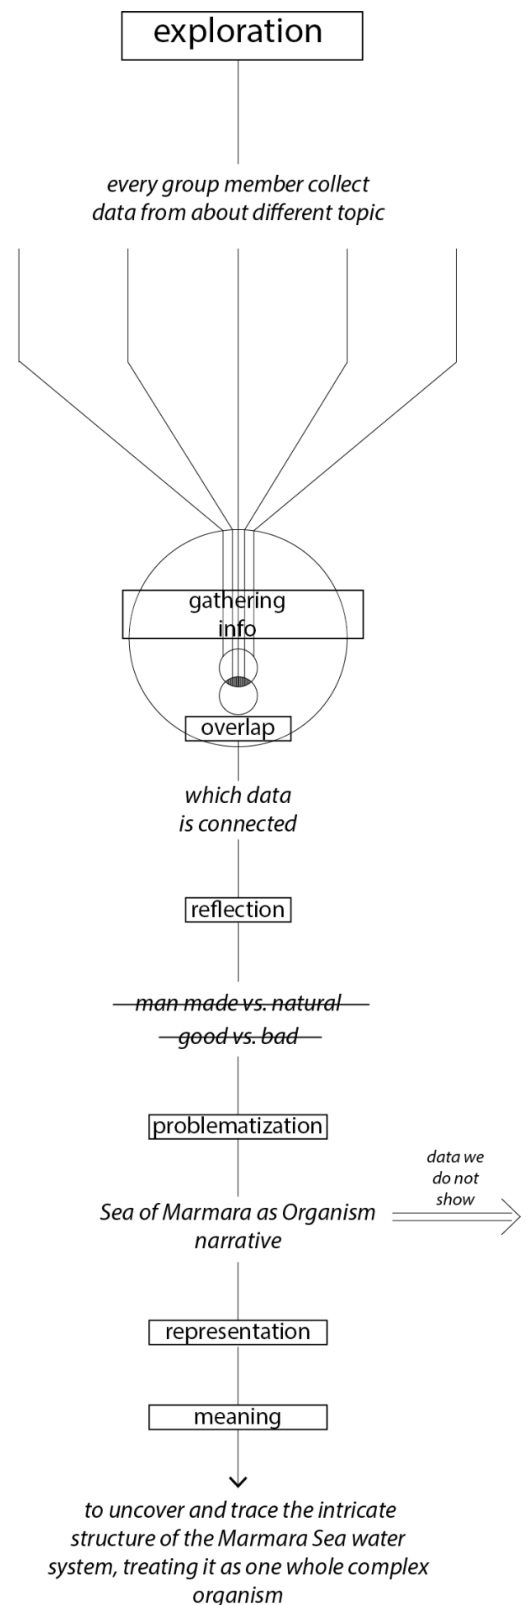 exploration
every group member collect
data from about different topic
gathering
info
overlap
which data
is connected
reflection
man made vs. natural
good vs. bad
problematization
data we
do not
show
Sea of Marmara as Organism
narrative
representation
meaning
to uncover and trace the intricate
structure of the Marmara Sea water
system, treating it as one whole complex
organism